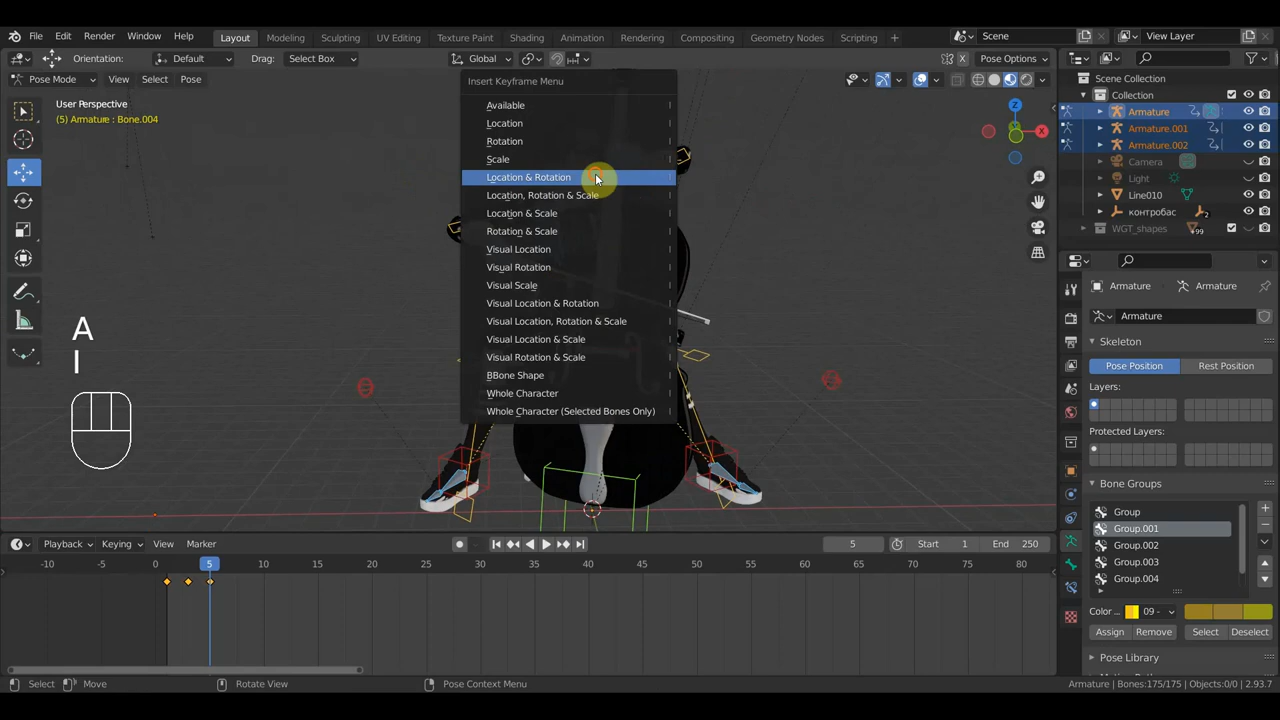 File Edit Render Window Help Layout Modeling Sculpting UV Editing Texture Paint Shading Animation Rendering Compositing Geometry Nodes Scripting + Scene View Layer
Orientation: Default Drag: Select Box Global X Pose Options
Pose Mode View Select Pose
User Perspective
(5) Armature : Bone.004
Insert Keyframe Menu
Available I
Location I
Rotation I
Scale I
Location & Rotation I
Location, Rotation & Scale I
Location & Scale I
Rotation & Scale I
Visual Location I
Visual Rotation I
Visual Scale I
Visual Location & Rotation I
Visual Location, Rotation & Scale I
Visual Location & Scale I
Visual Rotation & Scale I
BBone Shape I
Whole Character I
Whole Character (Selected Bones Only) I
A
I
Z
X
Scene Collection
Collection
Armature
Armature.001
Armature.002
Camera
Light
Line010
контробас 2
WGT_shapes +99
Armature Armature
Armature
Skeleton
Pose Position Rest Position
Layers:
Protected Layers:
Bone Groups
Group
Group.001
Group.002
Group.003
Group.004
Color ... 09 -
Assign Remove Select Deselect
Pose Library
Playback Keying View Marker 5 Start 1 End 250
-10 -5 0 5 10 15 20 25 30 35 40 45 50 55 60 65 70 75 80
Select Move Rotate View Pose Context Menu Armature | Bones:175/175 | Objects:0/0 | 2.93.7